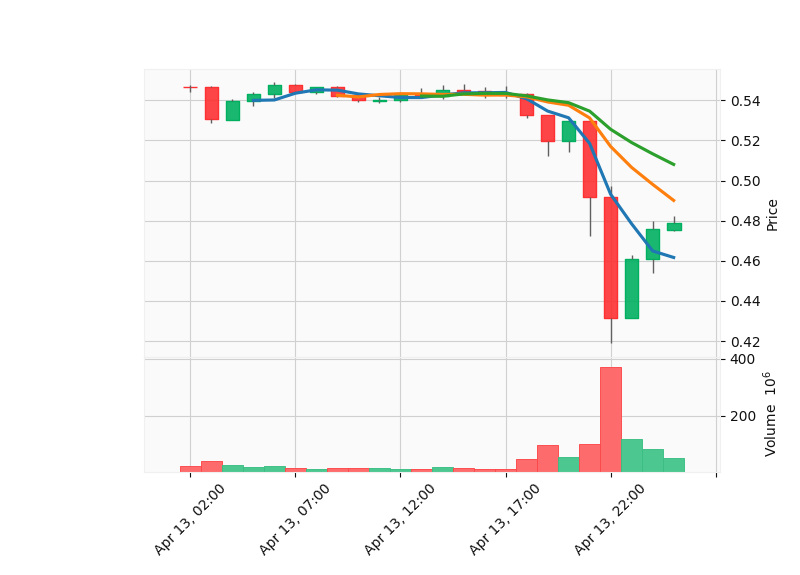 0.54
0.52
0.50
0.48
0.46
0.44
0.42
Price
400
200
Volume 10⁶
Apr 13, 02:00
Apr 13, 07:00
Apr 13, 12:00
Apr 13, 17:00
Apr 13, 22:00